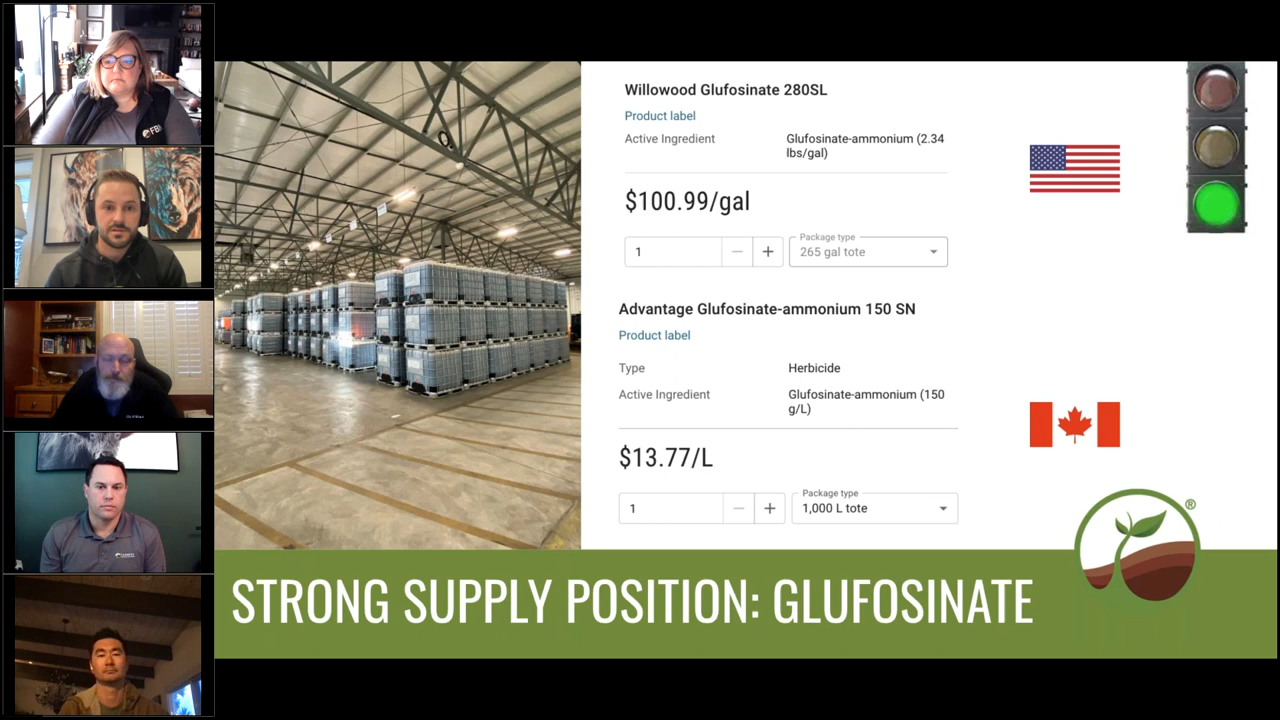 Willowood Glufosinate 280SL
Product label
Active Ingredient
Glufosinate-ammonium (2.34
lbs/gal)
$100.99/gal
1
Package type
265 gal tote
Advantage Glufosinate-ammonium 150 SN
Product label
Type
Herbicide
Active Ingredient
Glufosinate-ammonium (150
g/L)
$13.77/L
1
Package type
1,000 L tote
®
STRONG SUPPLY POSITION: GLUFOSINATE